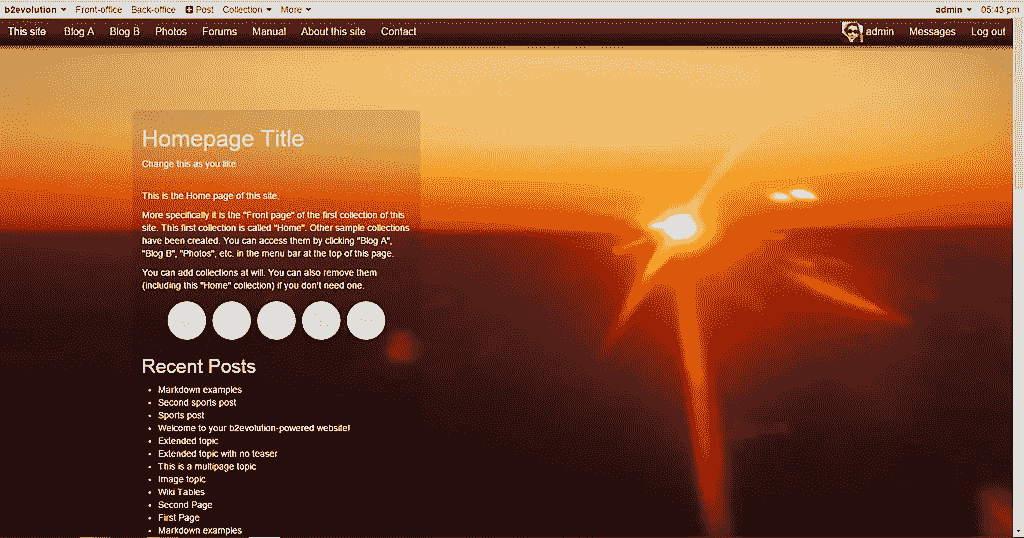 b2evolution Front-office Back-office Post Collection More admin 05:43 pm
This site Blog A Blog B Photos Forums Manual About this site Contact admin Messages Log out
Homepage Title
Change this as you like
This is the Home page of this site.
More specifically it is the "Front page" of the first collection of this
site. This first collection is called "Home". Other sample collections
have been created. You can access them by clicking "Blog A",
"Blog B", "Photos", etc. in the menu bar at the top of this page.
You can add collections at will. You can also remove them
(including this "Home" collection) if you don't need one.
Recent Posts
Markdown examples
Second sports post
Sports post
Welcome to your b2evolution-powered website!
Extended topic
Extended topic with no teaser
This is a multipage topic
Image topic
Wiki Tables
Second Page
First Page
Markdown examples